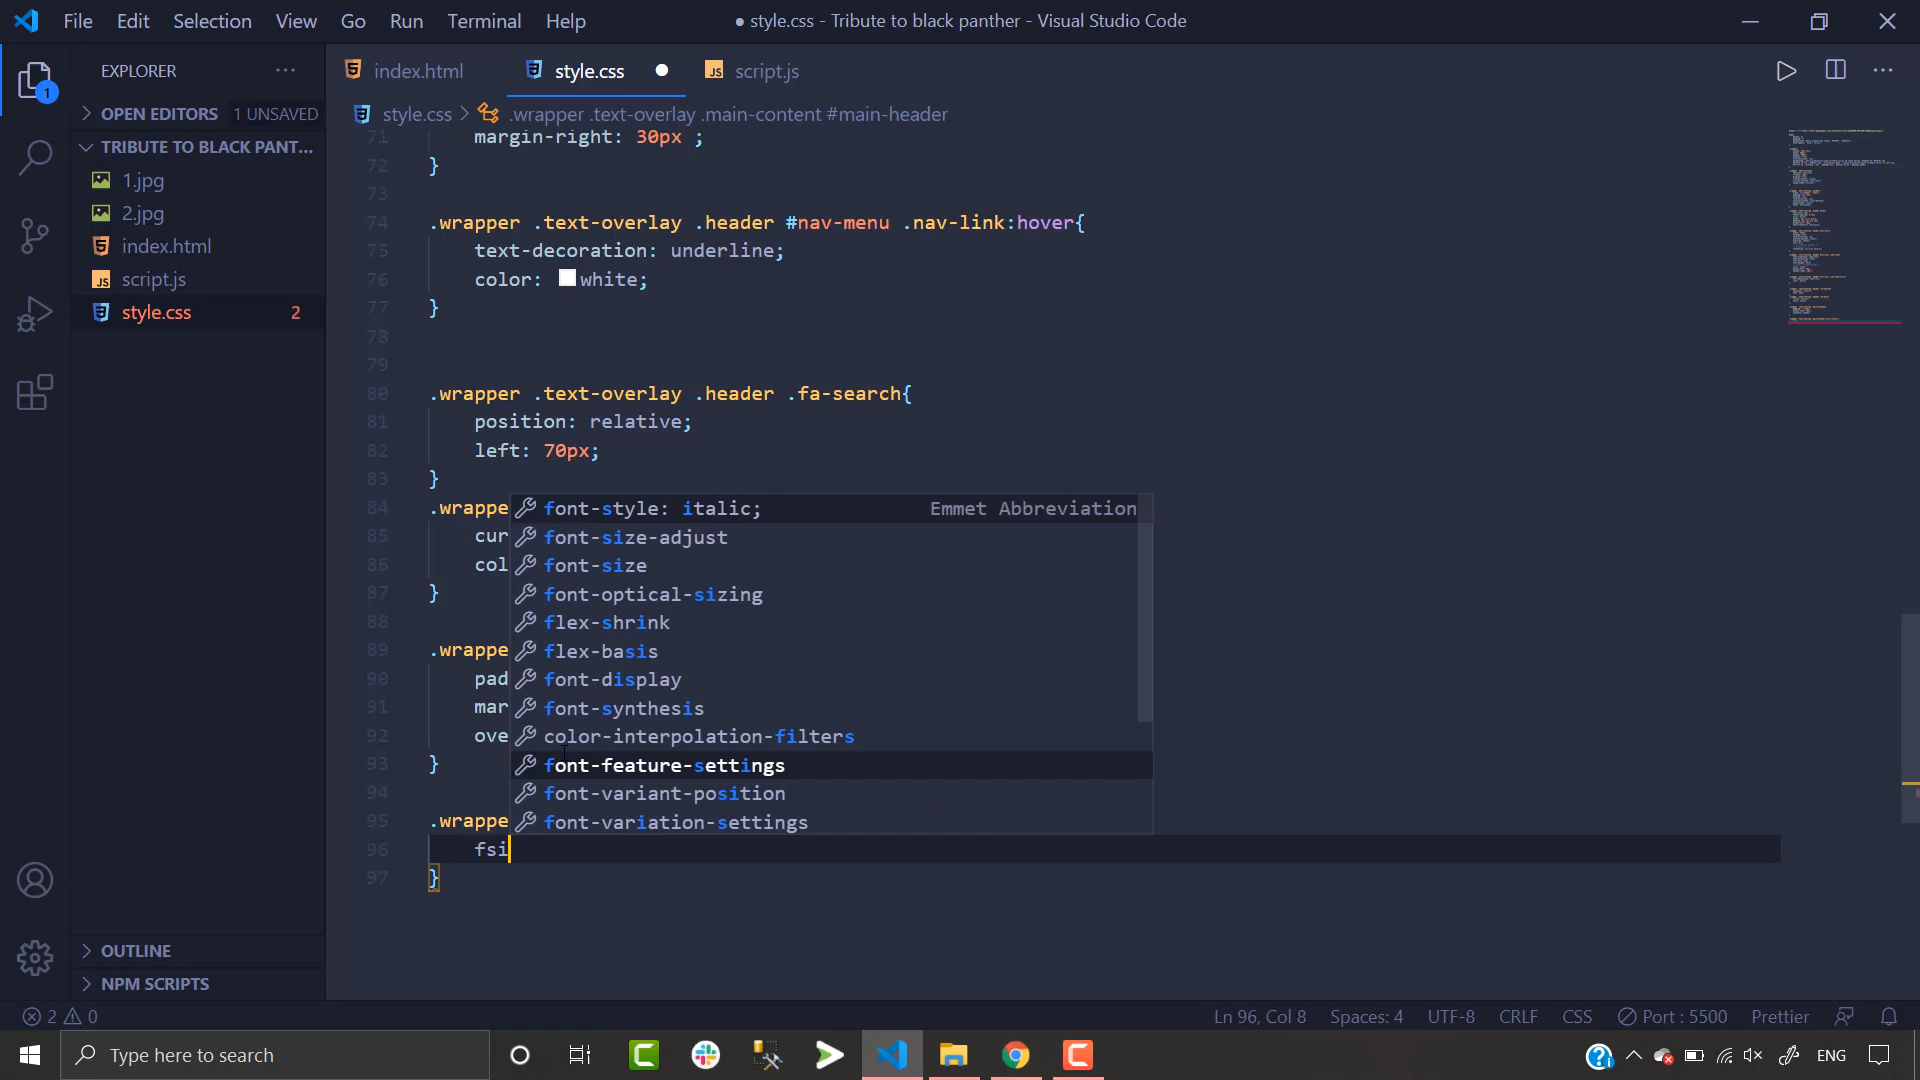 File Edit Selection View Go Run Terminal Help
● style.css - Tribute to black panther - Visual Studio Code
EXPLORER
index.html style.css script.js
OPEN EDITORS 1 UNSAVED
style.css > .wrapper .text-overlay .main-content #main-header
TRIBUTE TO BLACK PANT...
1.jpg
2.jpg
index.html
script.js
style.css 2
71 margin-right: 30px ;
72 }
73
74 .wrapper .text-overlay .header #nav-menu .nav-link:hover{
75 text-decoration: underline;
76 color: white;
77 }
78
79
80 .wrapper .text-overlay .header .fa-search{
81 position: relative;
82 left: 70px;
83 }
84 .wrappe
85 cur
86 col
87 }
88
89 .wrappe
90 pad
91 mar
92 ove
93 }
94
95 .wrappe
96 fsi
97 }
font-style: italic; Emmet Abbreviation
font-size-adjust
font-size
font-optical-sizing
flex-shrink
flex-basis
font-display
font-synthesis
color-interpolation-filters
font-feature-settings
font-variant-position
font-variation-settings
OUTLINE
NPM SCRIPTS
2 0 Ln 96, Col 8 Spaces: 4 UTF-8 CRLF CSS Port : 5500 Prettier
Type here to search ENG